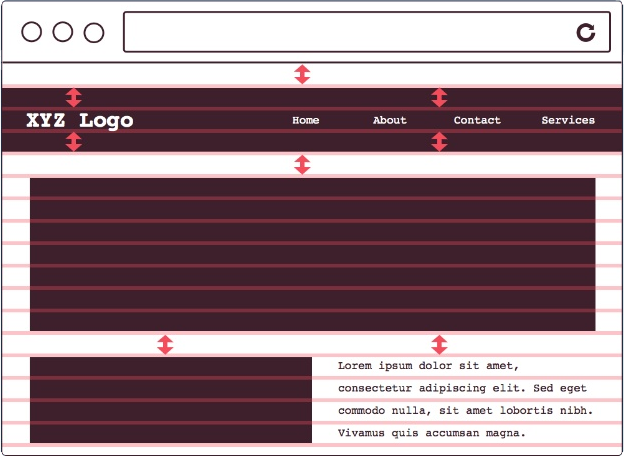 XYZ Logo Home About Contact Services
Lorem ipsum dolor sit amet,
consectetur adipiscing elit. Sed eget
commodo nulla, sit amet lobortis nibh.
Vivamus quis accumsan magna.